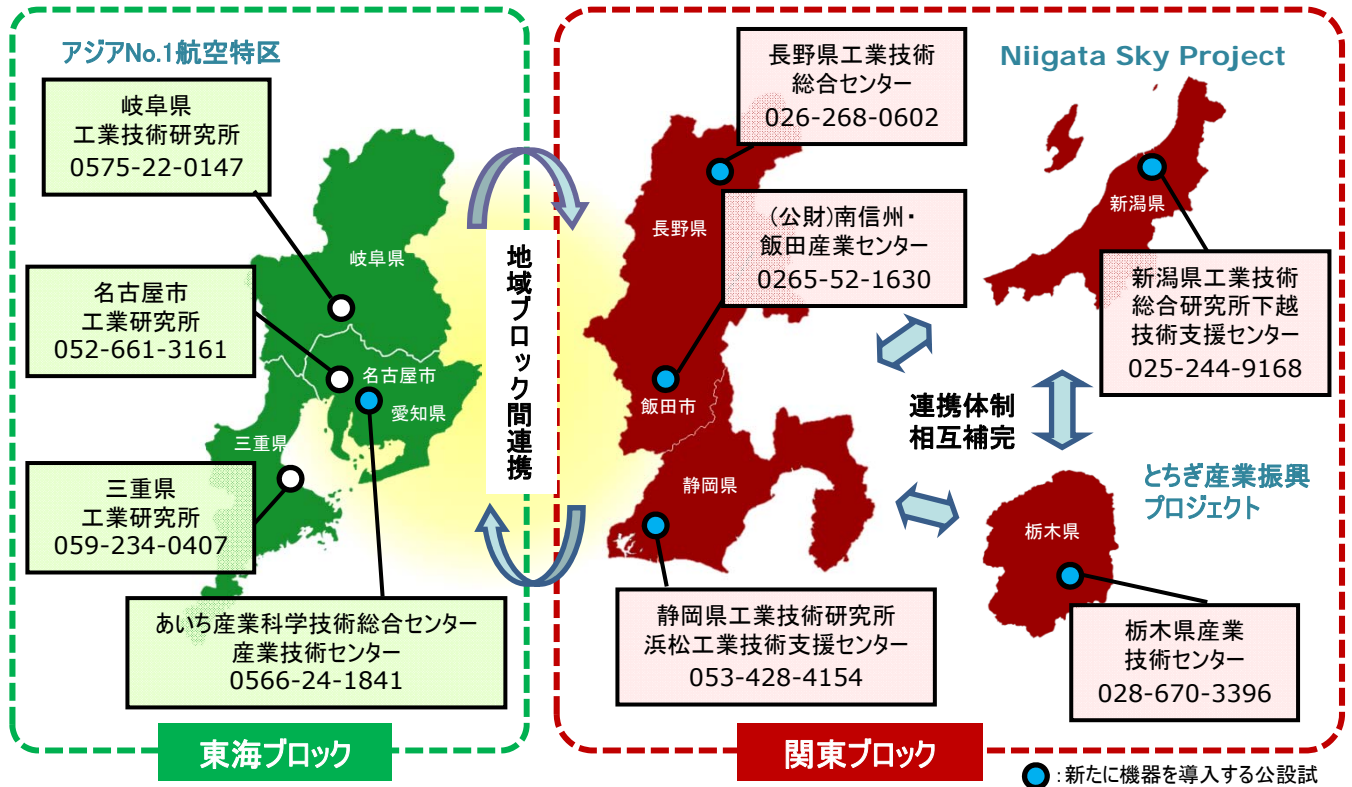 アジアNo.1航空特区
岐阜県
工業技術研究所
0575-22-0147
名古屋市
工業研究所
052-661-3161
三重県
工業研究所
059-234-0407
あいち産業科学技術総合センター
産業技術センター
0566-24-1841
岐阜県
名古屋市
愛知県
三重県
東海ブロック
地域ブロック間連携
長野県工業技術
総合センター
026-268-0602
(公財)南信州・
飯田産業センター
0265-52-1630
長野県
飯田市
静岡県
静岡県工業技術研究所
浜松工業技術支援センター
053-428-4154
Niigata Sky Project
新潟県
新潟県工業技術
総合研究所下越
技術支援センター
025-244-9168
連携体制
相互補完
とちぎ産業振興
プロジェクト
栃木県
栃木県産業
技術センター
028-670-3396
関東ブロック
:新たに機器を導入する公設試